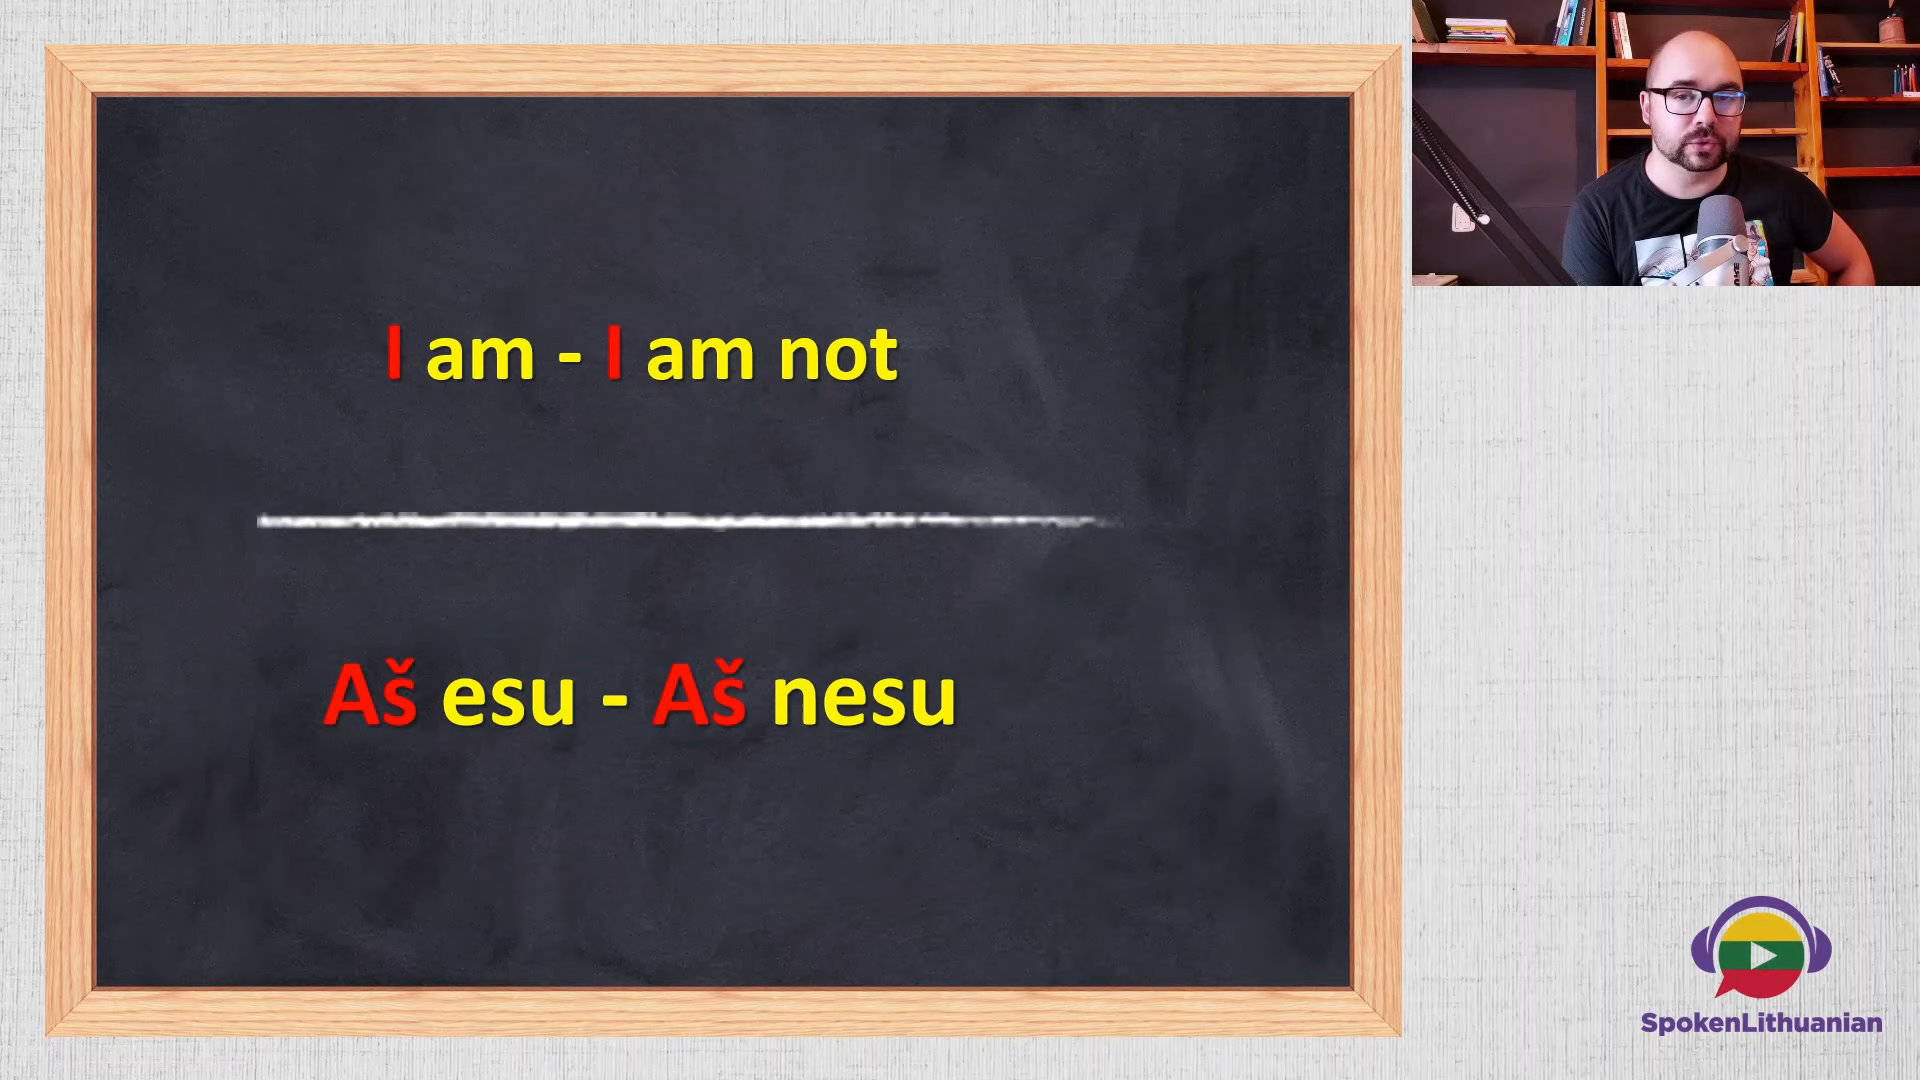 I am - I am not
Aš esu - Aš nesu
SpokenLithuanian